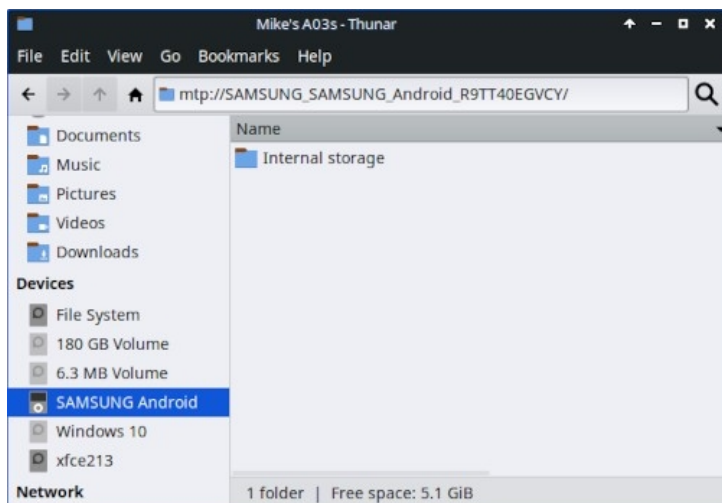 Mike's A03s - Thunar
File Edit View Go Bookmarks Help
mtp://SAMSUNG_SAMSUNG_Android_R9TT40EGVCY/
Documents
Music
Pictures
Videos
Downloads
Devices
File System
180 GB Volume
6.3 MB Volume
SAMSUNG Android
Windows 10
xfce213
Network
Name
Internal storage
1 folder | Free space: 5.1 GiB